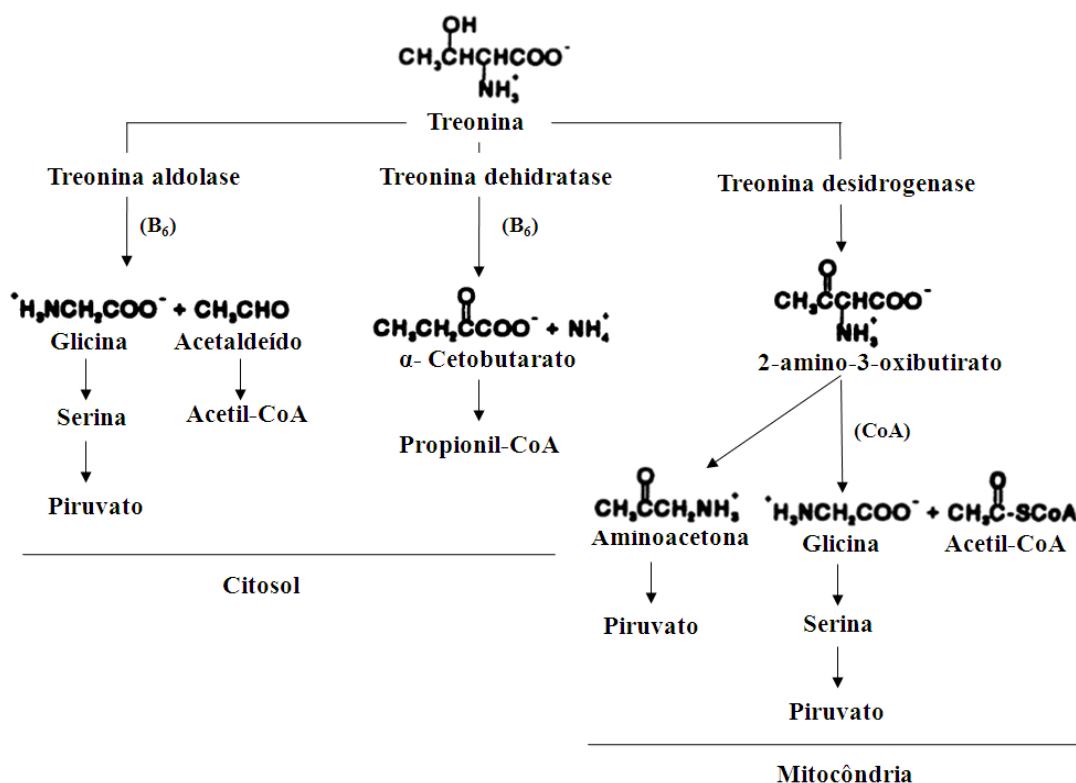 OH
CH₃CHCHCOO⁻
NH₃⁺
Treonina
Treonina aldolase
Treonina dehidratase
Treonina desidrogenase
(B₆)
(B₆)
⁺H₃NCH₂COO⁻ + CH₃CHO
Glicina
Acetaldeído
O
CH₃CH₂CCOO⁻ + NH₄⁺
α- Cetobutarato
O
CH₃CCHCOO⁻
NH₃⁺
2-amino-3-oxibutirato
Serina
Acetil-CoA
Propionil-CoA
(CoA)
Piruvato
O
CH₃CCH₂NH₃⁺
Aminoacetona
⁺H₃NCH₂COO⁻ + CH₃C-SCoA
O
Glicina
Acetil-CoA
Citosol
Piruvato
Serina
Piruvato
Mitocôndria